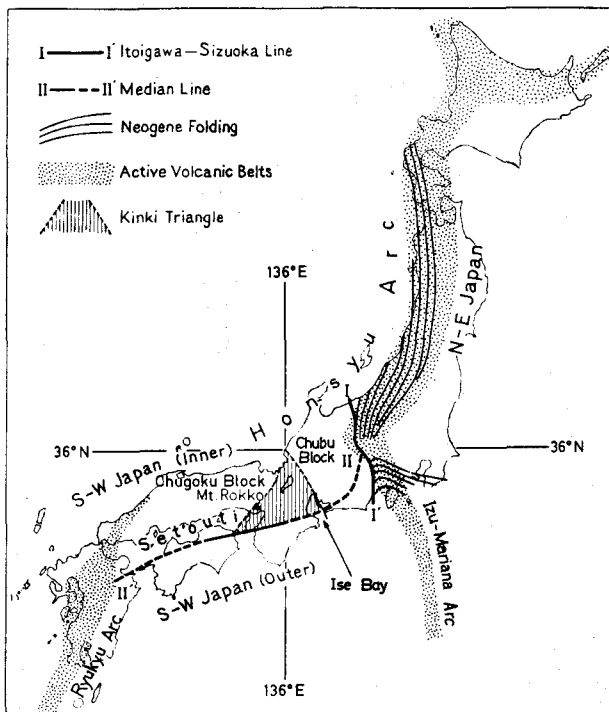 I I' Itoigawa—Sizuoka Line
II II' Median Line
Neogene Folding
Active Volcanic Belts
Kinki Triangle
136°E
Honsyu Arc
N-E Japan
I
36°N
S-W Japan (Inner)
Chubu
Block
II
36°N
Chugoku Block
Mt. Rokko
Setouti
I'
Izu-Mariana Arc
II
S-W Japan (Outer)
Ise Bay
Ryukyu Arc
136°E